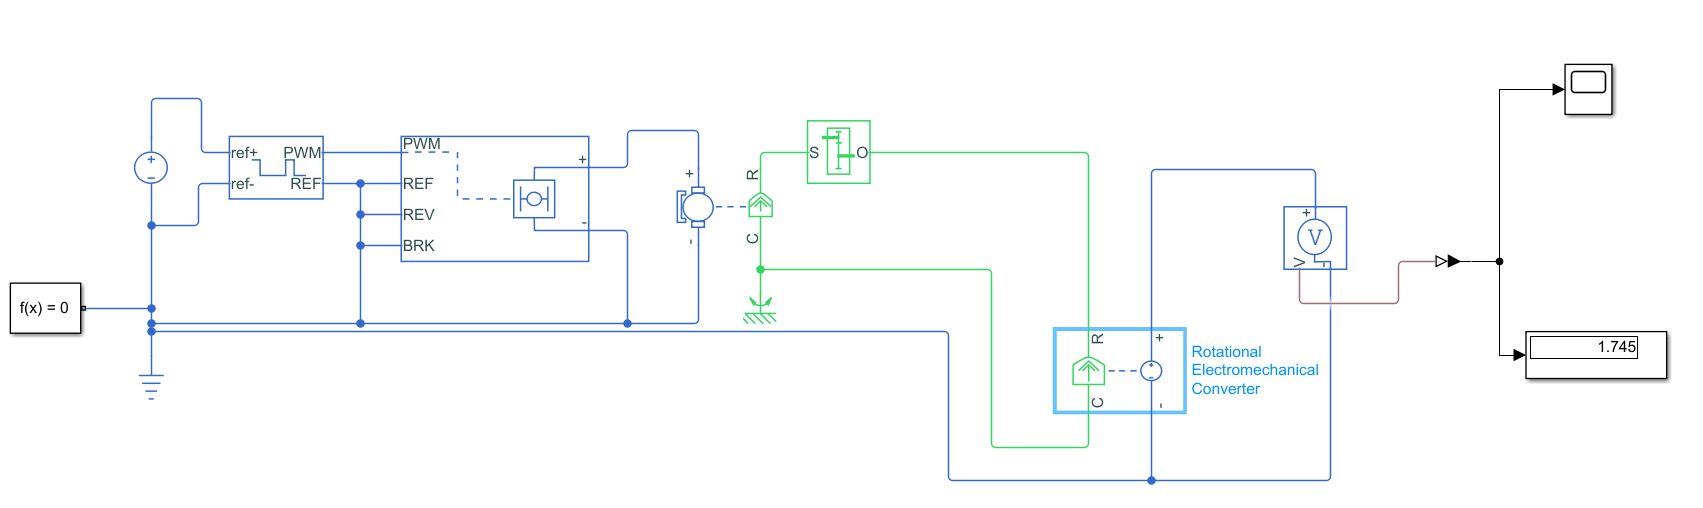 ref+
ref-
PWM
REF
PWM
REF
REV
BRK
+
-
+
-
R
C
S
O
f(x) = 0
R
C
+
-
Rotational
Electromechanical
Converter
+
V
V
-
1.745